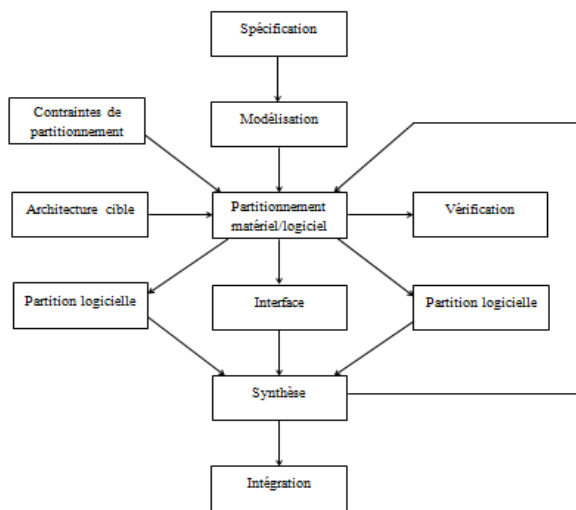 Spécification
Contraintes de
partitionnement
Modélisation
Architecture cible
Partitionnement
matériel/logiciel
Vérification
Partition logicielle
Interface
Partition logicielle
Synthèse
Intégration